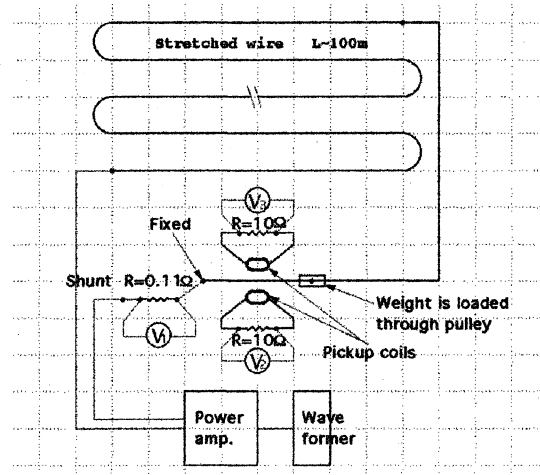 Stretched wire L~100m
V3
R=10Ω
Fixed
Shunt R=0.11Ω
V1
R=10Ω
V2
Weight is loaded
through pulley
Pickup coils
Power
amp.
Wave
former